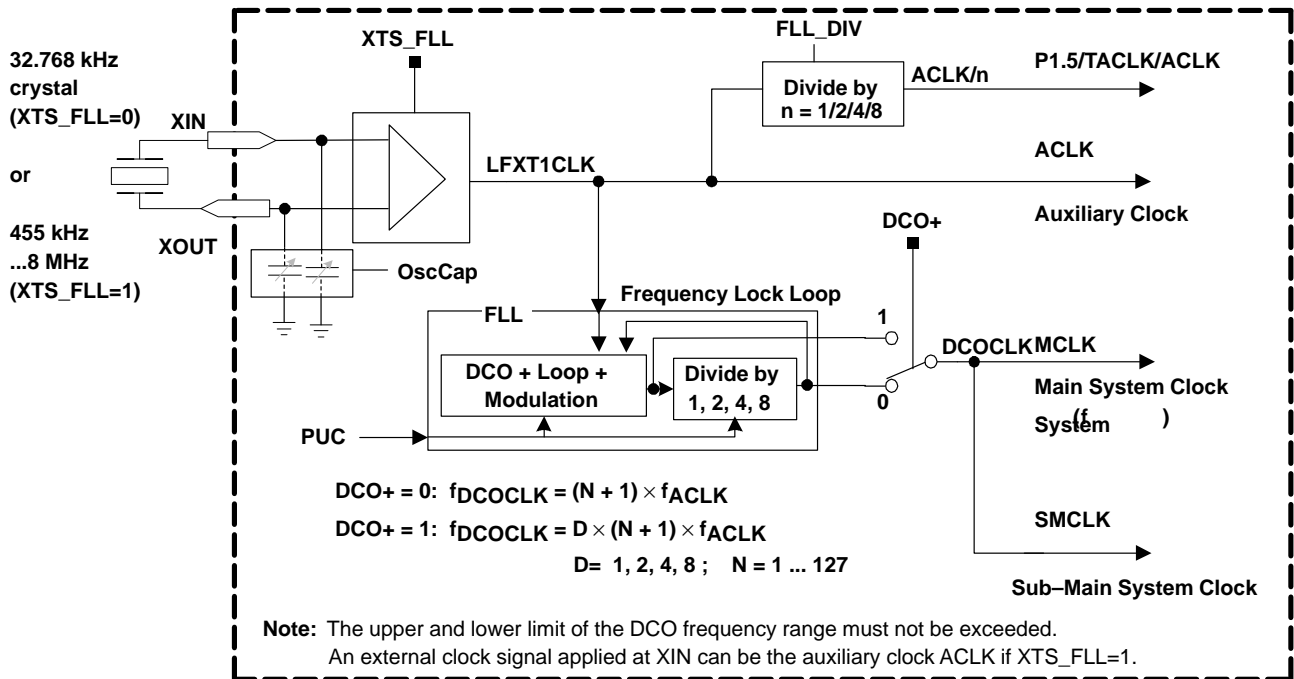 XTS_FLL
FLL_DIV
32.768 kHz
crystal
(XTS_FLL=0)
or
455 kHz
...8 MHz
(XTS_FLL=1)
XIN
XOUT
OscCap
LFXT1CLK
Divide by
n = 1/2/4/8
ACLK/n
P1.5/TACLK/ACLK
ACLK
Auxiliary Clock
DCO+
Frequency Lock Loop
FLL
DCO + Loop +
Modulation
Divide by
1, 2, 4, 8
PUC
1
0
DCOCLK
MCLK
Main System Clock
(f          )
System
SMCLK
Sub–Main System Clock
DCO+ = 0: fDCOCLK = (N + 1) × fACLK
DCO+ = 1: fDCOCLK = D × (N + 1) × fACLK
D= 1, 2, 4, 8 ; N = 1 ... 127
Note: The upper and lower limit of the DCO frequency range must not be exceeded.
An external clock signal applied at XIN can be the auxiliary clock ACLK if XTS_FLL=1.